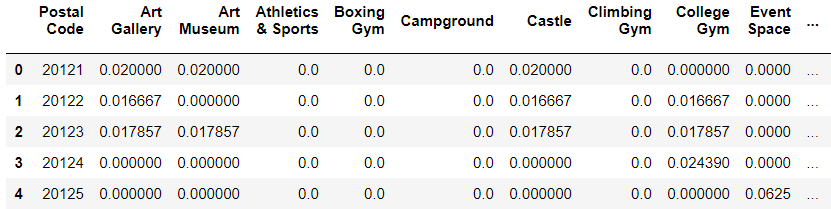 Postal Code Art Gallery Art Museum Athletics & Sports Boxing Gym Campground Castle Climbing Gym College Gym Event Space ...
0 20121 0.020000 0.020000 0.0 0.0 0.0 0.020000 0.0 0.000000 0.0000 ...
1 20122 0.016667 0.000000 0.0 0.0 0.0 0.016667 0.0 0.016667 0.0000 ...
2 20123 0.017857 0.017857 0.0 0.0 0.0 0.017857 0.0 0.017857 0.0000 ...
3 20124 0.000000 0.000000 0.0 0.0 0.0 0.000000 0.0 0.024390 0.0000 ...
4 20125 0.000000 0.000000 0.0 0.0 0.0 0.000000 0.0 0.000000 0.0625 ...